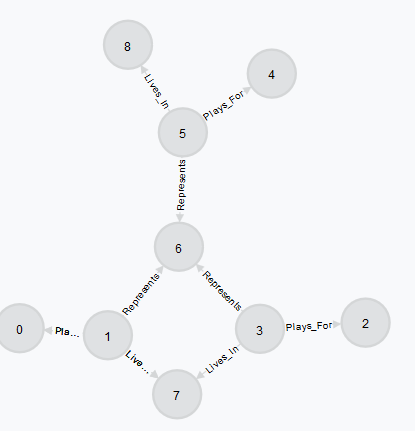 8
4
Lives_In
Plays_For
5
Represents
6
Represents
Represents
0
Pla...
1
3
Plays_For
2
Live...
Lives_In
7